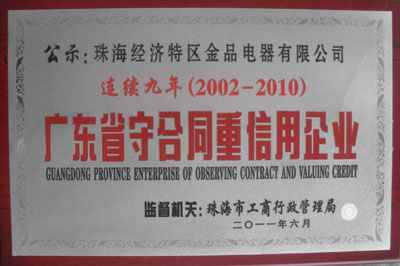 公示：珠海经济特区金品电器有限公司
连续九年(2002-2010)
广东省守合同重信用企业
GUANGDONG PROVINCE ENTERPRISE OF OBSERVING CONTRACT AND VALUING CREDIT
监督机关：珠海市工商行政管理局
二〇一一年六月